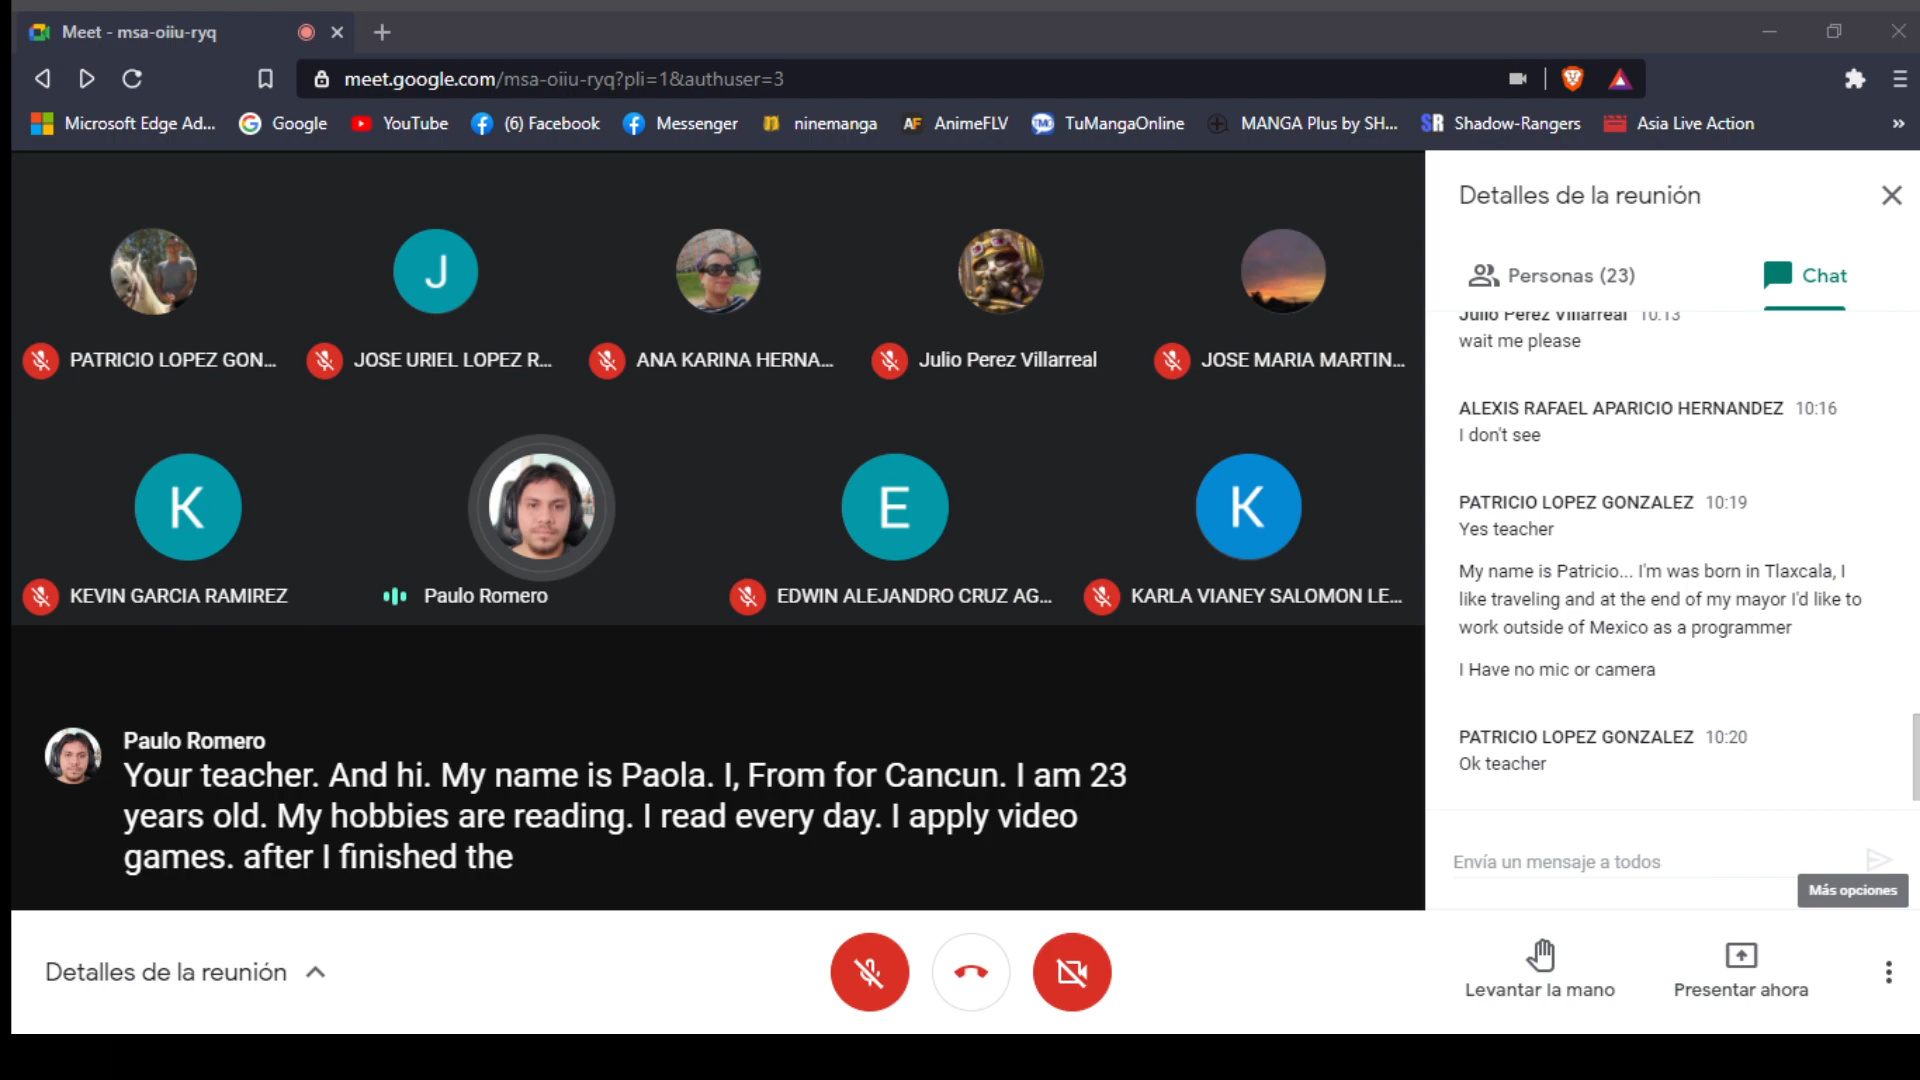 Meet - msa-oiiu-ryq
meet.google.com/msa-oiiu-ryq?pli=1&authuser=3
Microsoft Edge Ad...
Google
YouTube
(6) Facebook
Messenger
ninemanga
AF AnimeFLV
TMO TuMangaOnline
MANGA Plus by SH...
SR Shadow-Rangers
Asia Live Action
»
J
PATRICIO LOPEZ GON...
JOSE URIEL LOPEZ R...
ANA KARINA HERNA...
Julio Perez Villarreal
JOSE MARIA MARTIN...
K
E
K
KEVIN GARCIA RAMIREZ
Paulo Romero
EDWIN ALEJANDRO CRUZ AG...
KARLA VIANEY SALOMON LE...
Paulo Romero
Your teacher. And hi. My name is Paola. I, From for Cancun. I am 23
years old. My hobbies are reading. I read every day. I apply video
games. after I finished the
Detalles de la reunión
Personas (23)
Chat
Julio Perez Villarreal 10:13
wait me please
ALEXIS RAFAEL APARICIO HERNANDEZ 10:16
I don't see
PATRICIO LOPEZ GONZALEZ 10:19
Yes teacher
My name is Patricio... I'm was born in Tlaxcala, I
like traveling and at the end of my mayor I'd like to
work outside of Mexico as a programmer
I Have no mic or camera
PATRICIO LOPEZ GONZALEZ 10:20
Ok teacher
Envía un mensaje a todos
Más opciones
Detalles de la reunión
Levantar la mano
Presentar ahora